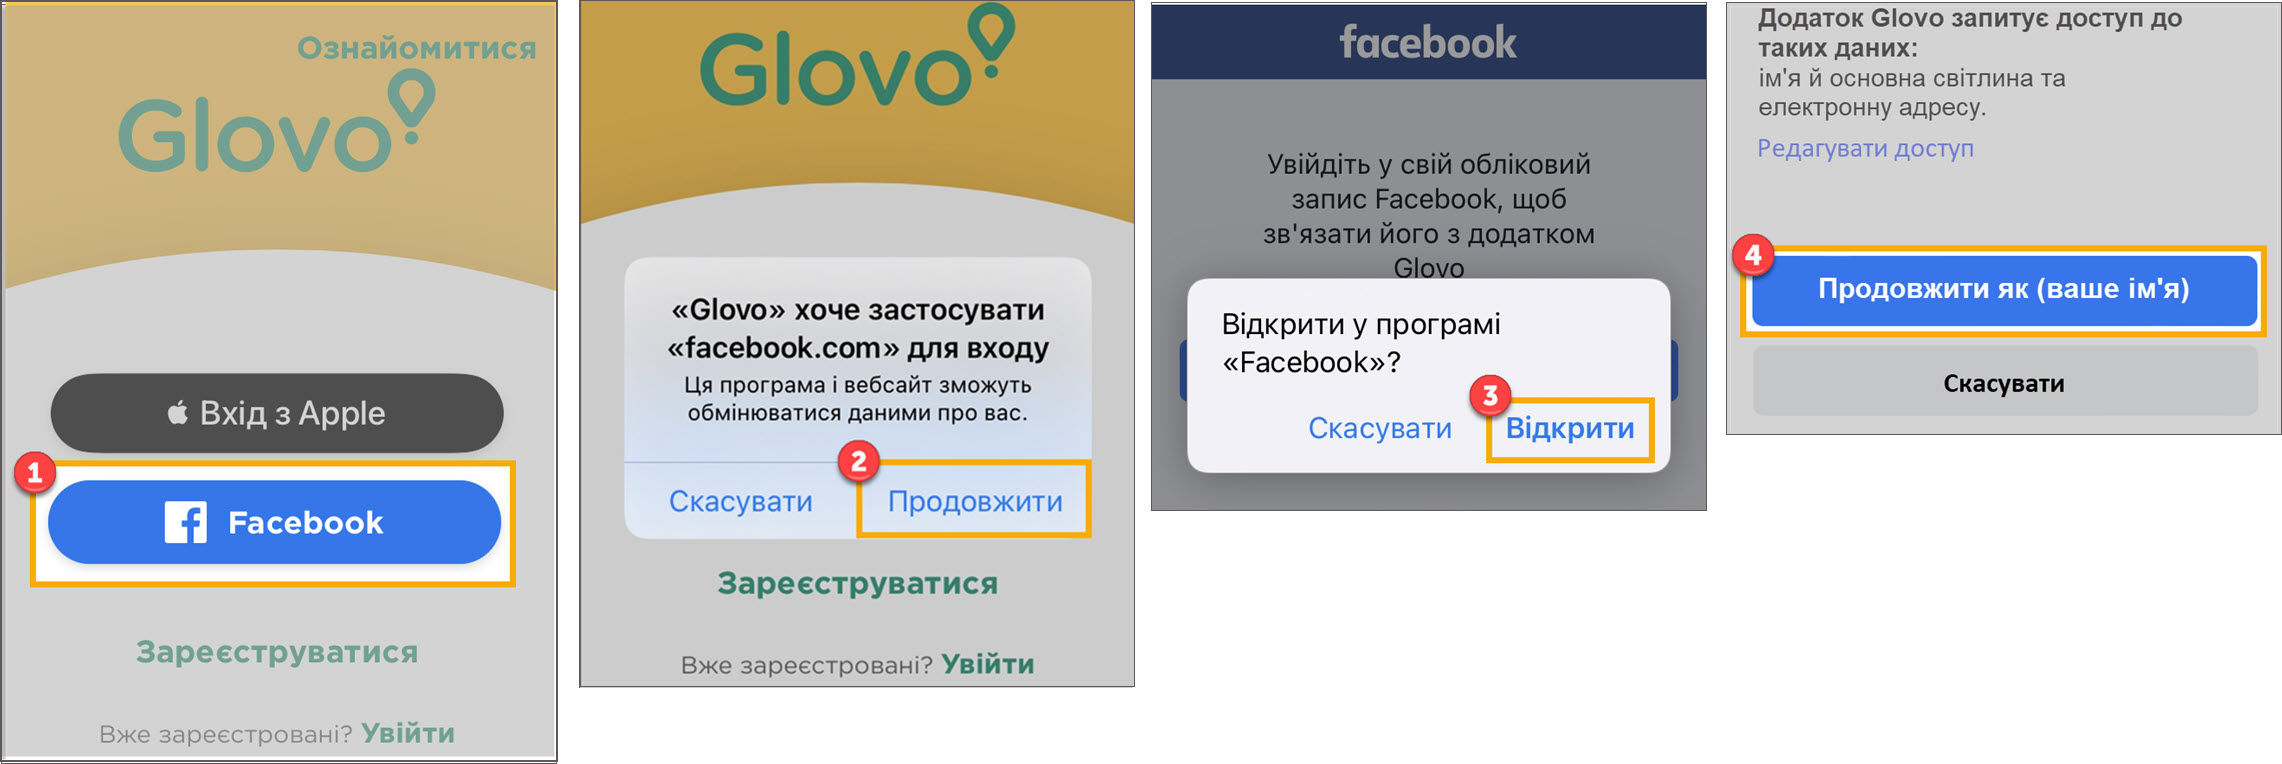 Ознайомитися
Glovo
Вхід з Apple
1
Facebook
Зареєструватися
Вже зареєстровані? Увійти
Glovo
«Glovo» хоче застосувати
«facebook.com» для входу
Ця програма і вебсайт зможуть
обмінюватися даними про вас.
2
Скасувати Продовжити
Зареєструватися
Вже зареєстровані? Увійти
facebook
Увійдіть у свій обліковий
запис Facebook, щоб
зв'язати його з додатком
Glovo
Відкрити у програмі
«Facebook»?
3
Скасувати Відкрити
Додаток Glovo запитує доступ до
таких даних:
ім'я й основна світлина та
електронну адресу.
Редагувати доступ
4
Продовжити як (ваше ім'я)
Скасувати